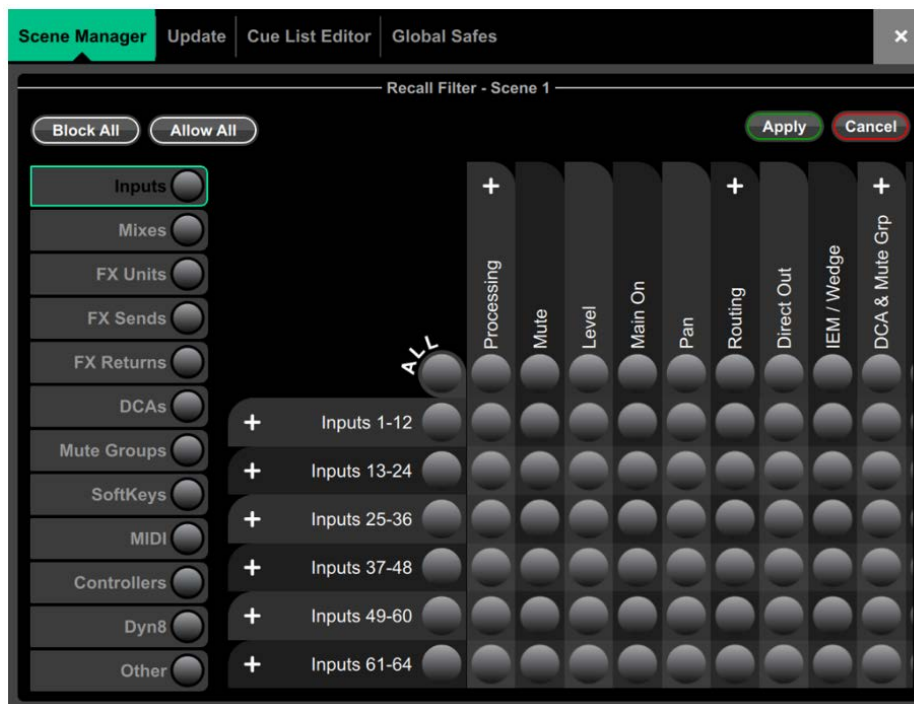 Scene Manager Update Cue List Editor Global Safes ×
Recall Filter - Scene 1
Block All Allow All Apply Cancel
Inputs
Mixes
FX Units
FX Sends
FX Returns
DCAs
Mute Groups
SoftKeys
MIDI
Controllers
Dyn8
Other
+ + +
Processing
Mute
Level
Main On
Pan
Routing
Direct Out
IEM / Wedge
DCA & Mute Grp
ALL
+ Inputs 1-12
+ Inputs 13-24
+ Inputs 25-36
+ Inputs 37-48
+ Inputs 49-60
+ Inputs 61-64